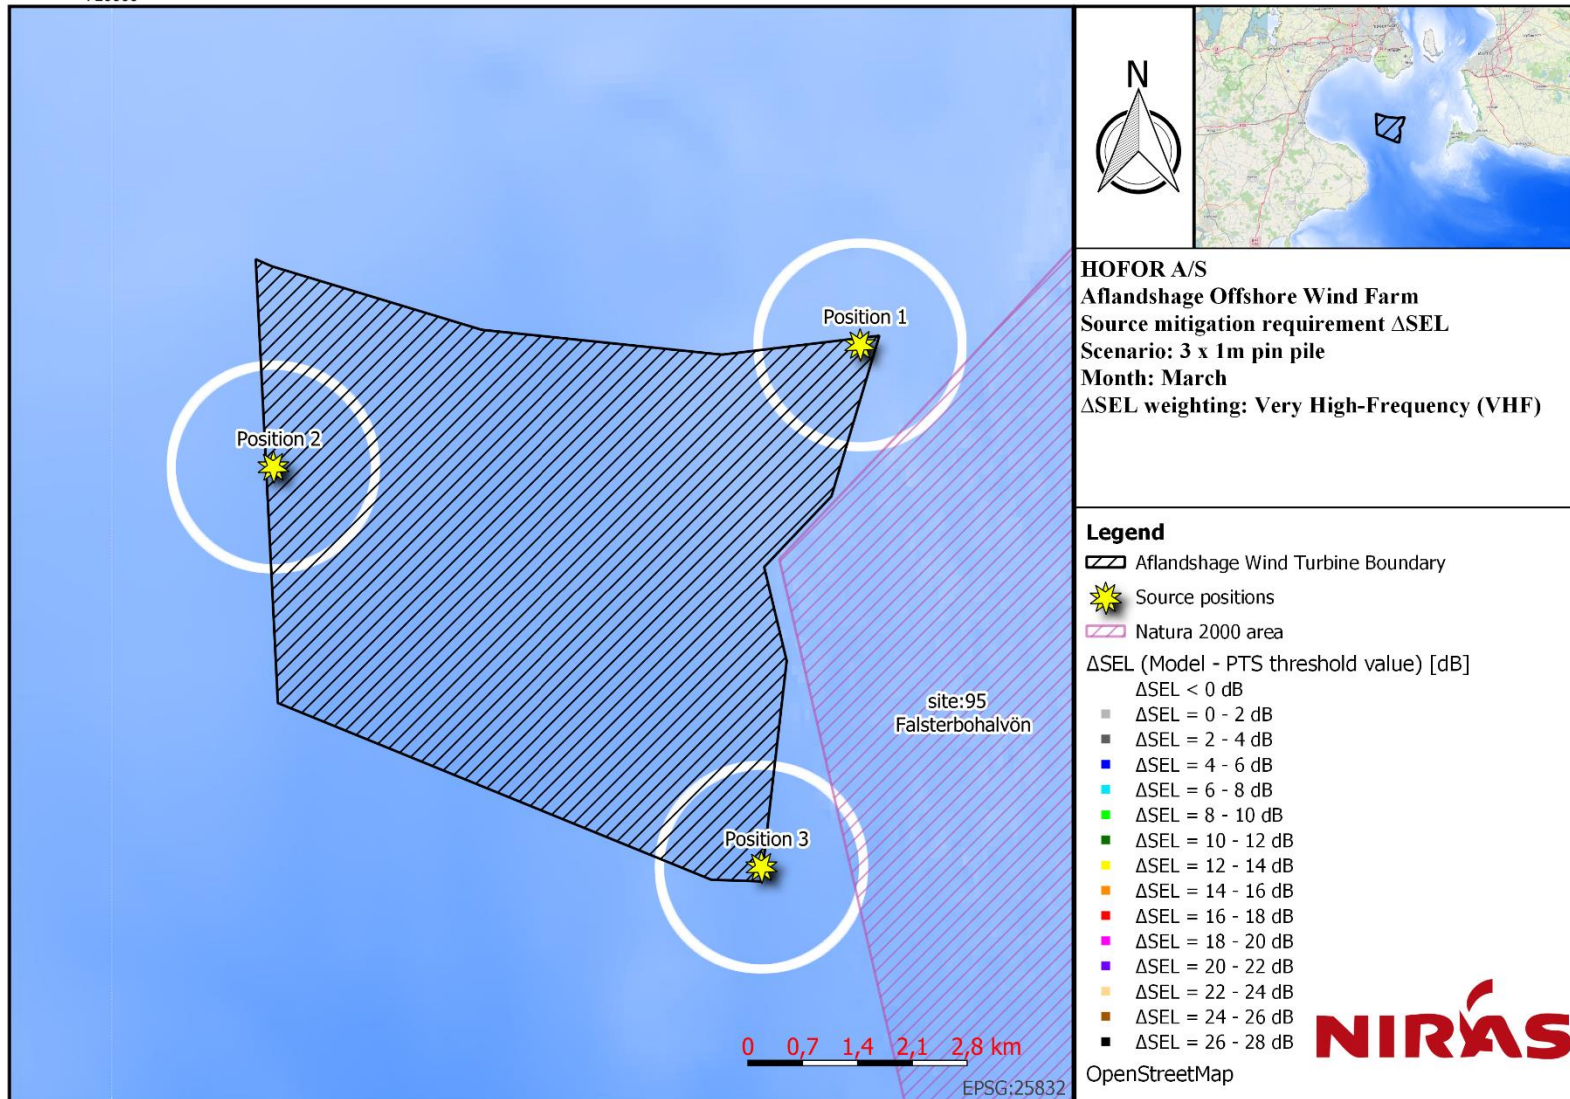 N
HOFOR A/S
Aflandshage Offshore Wind Farm
Source mitigation requirement ΔSEL
Scenario: 3 x 1m pin pile
Month: March
ΔSEL weighting: Very High-Frequency (VHF)
Position 1
Position 2
Position 3
site:95
Falsterbohalvön
0 0,7 1,4 2,1 2,8 km
EPSG:25832
Legend
Aflandshage Wind Turbine Boundary
Source positions
Natura 2000 area
ΔSEL (Model - PTS threshold value) [dB]
ΔSEL < 0 dB
ΔSEL = 0 - 2 dB
ΔSEL = 2 - 4 dB
ΔSEL = 4 - 6 dB
ΔSEL = 6 - 8 dB
ΔSEL = 8 - 10 dB
ΔSEL = 10 - 12 dB
ΔSEL = 12 - 14 dB
ΔSEL = 14 - 16 dB
ΔSEL = 16 - 18 dB
ΔSEL = 18 - 20 dB
ΔSEL = 20 - 22 dB
ΔSEL = 22 - 24 dB
ΔSEL = 24 - 26 dB
ΔSEL = 26 - 28 dB
OpenStreetMap
NIRAS